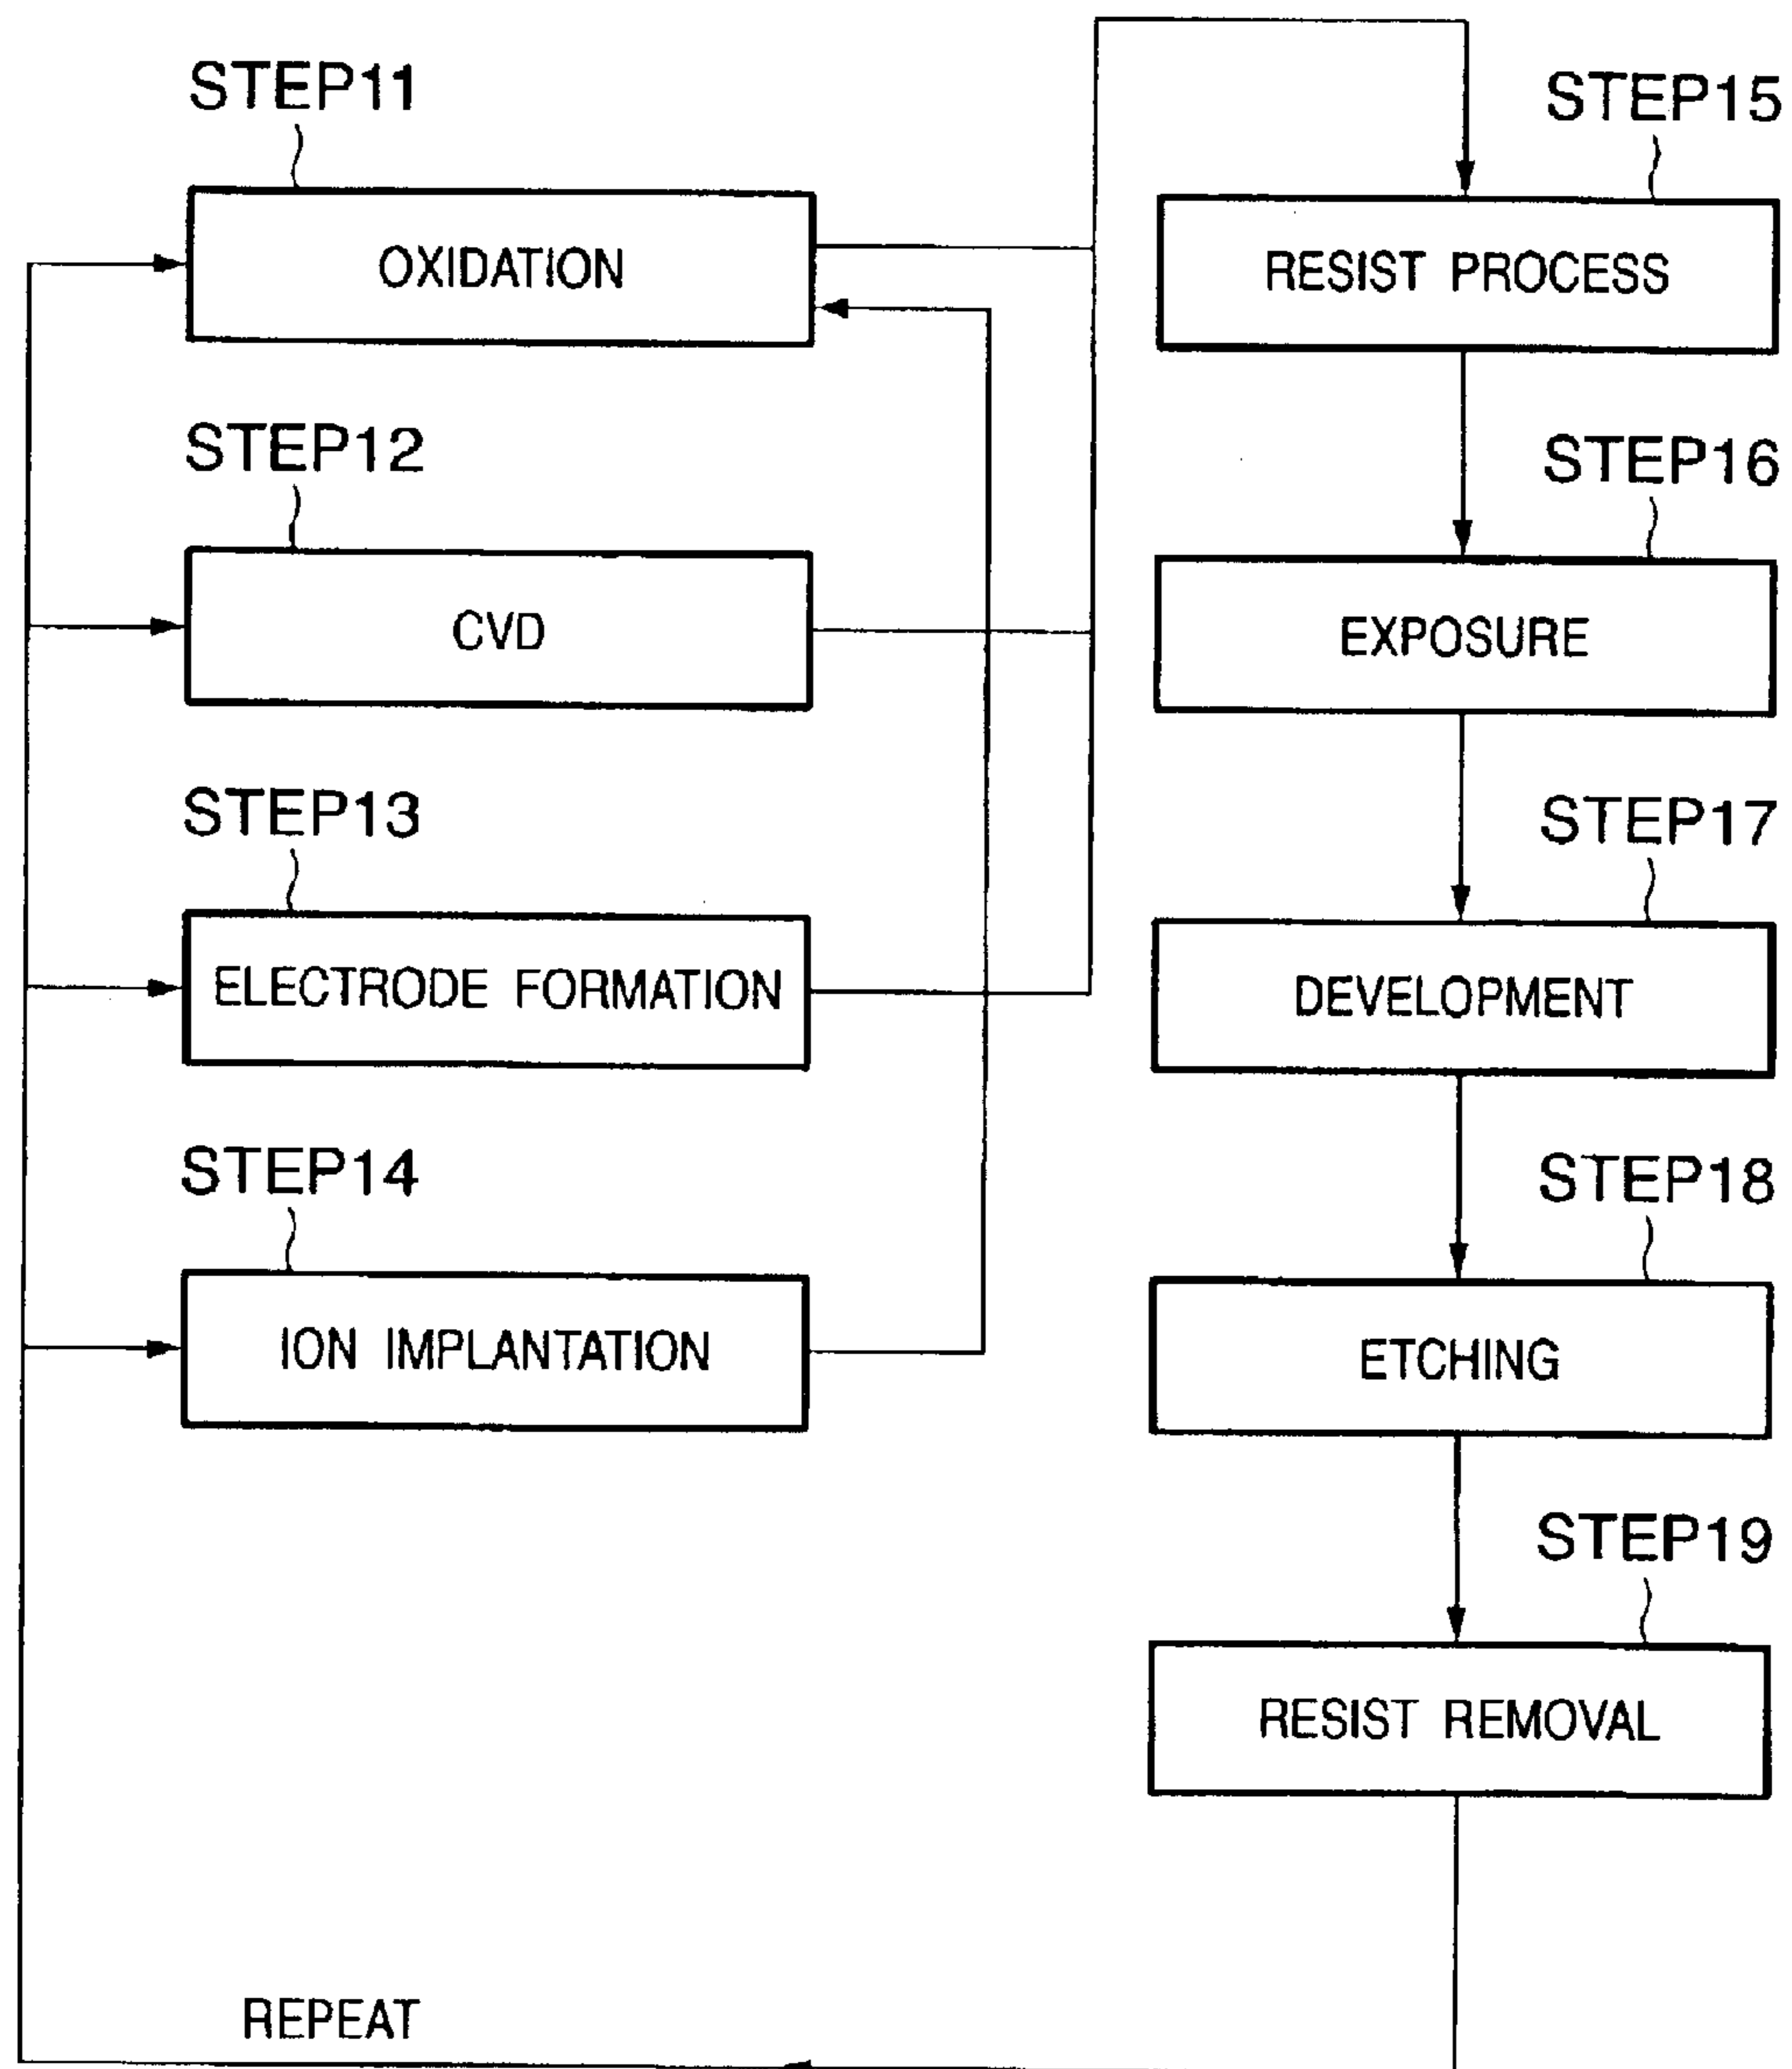 STEP11
OXIDATION
STEP12
CVD
STEP13
ELECTRODE FORMATION
STEP14
ION IMPLANTATION
STEP15
RESIST PROCESS
STEP16
EXPOSURE
STEP17
DEVELOPMENT
STEP18
ETCHING
STEP19
RESIST REMOVAL
REPEAT